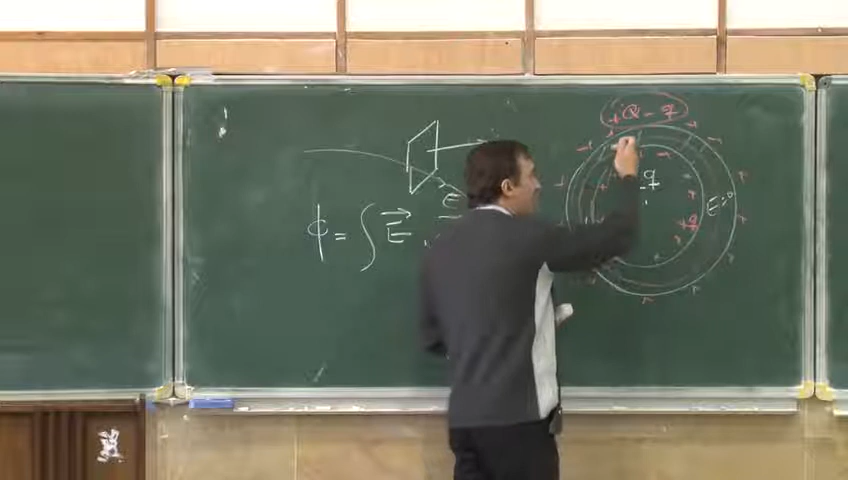 +Q - q
-q
+q
E=0
E
ϕ = ∫ E⃗ .